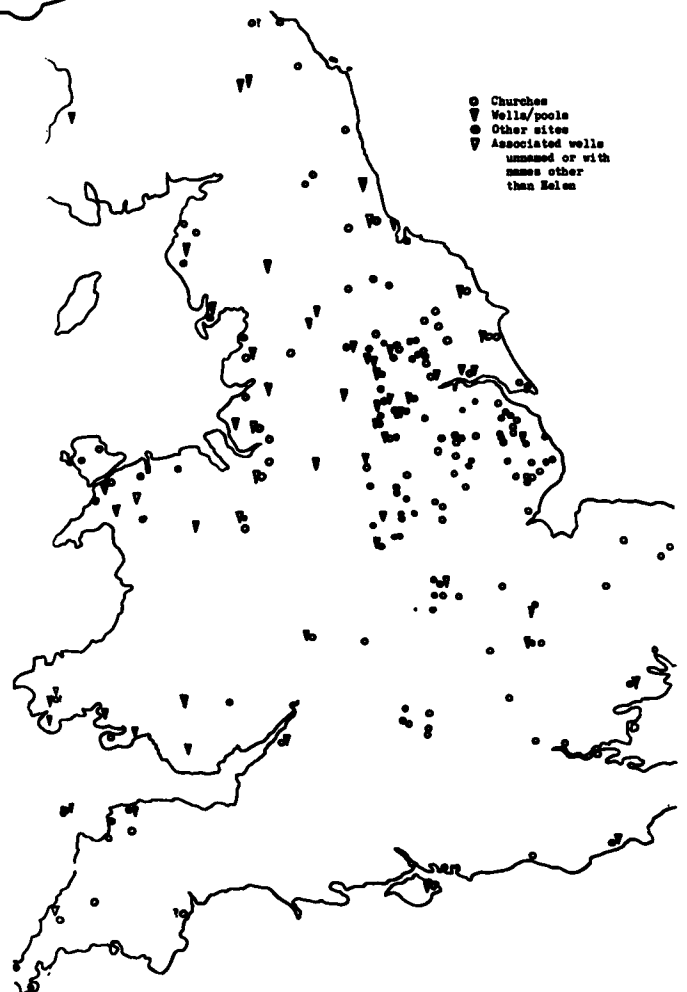 Churches
Wells/pools
Other sites
Associated wells
unnamed or with
names other
than Helen
?
?